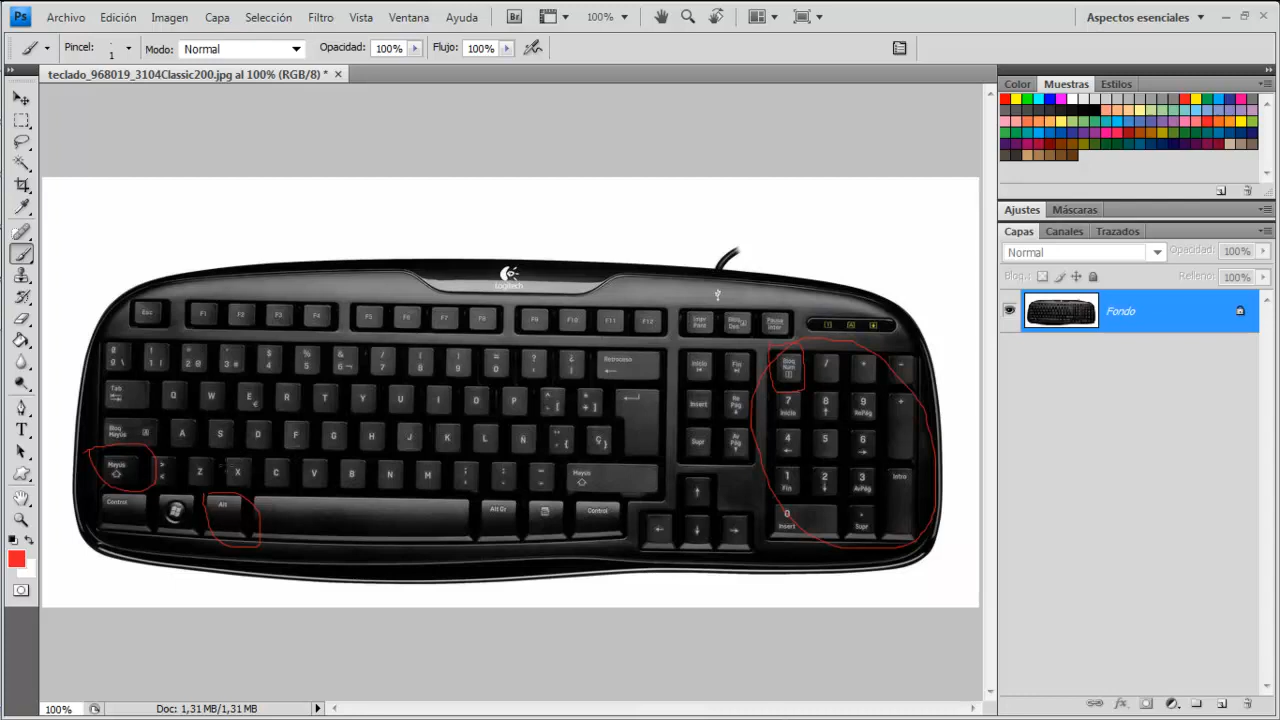 Ps Archivo Edición Imagen Capa Selección Filtro Vista Ventana Ayuda Br 100% Aspectos esenciales
Pincel: 1 Modo: Normal Opacidad: 100% Flujo: 100%
teclado_968019_3104Classic200.jpg al 100% (RGB/8) *
Color Muestras Estilos
Ajustes Máscaras
Capas Canales Trazados
Normal Opacidad: 100%
Bloq.: Relleno: 100%
Fondo
Logitech
Esc F1 F2 F3 F4 F5 F6 F7 F8 F9 F10 F11 F12 Impr Pant Bloq Des Pausa Inter
Retroceso Inicio Fin Bloq Num / * -
Tab Q W E € R T Y U I O P Insert Re Pág 7 Inicio 8 9 RePág +
Bloq Mayús A S D F G H J K L Ñ Ç Supr Av Pág 4 5 6
Mayús > < Z X C V B N M Mayús 1 Fin 2 3 AvPág Intro
Control Alt Alt Gr Control 0 Insert . Supr
100% Doc: 1,31 MB/1,31 MB